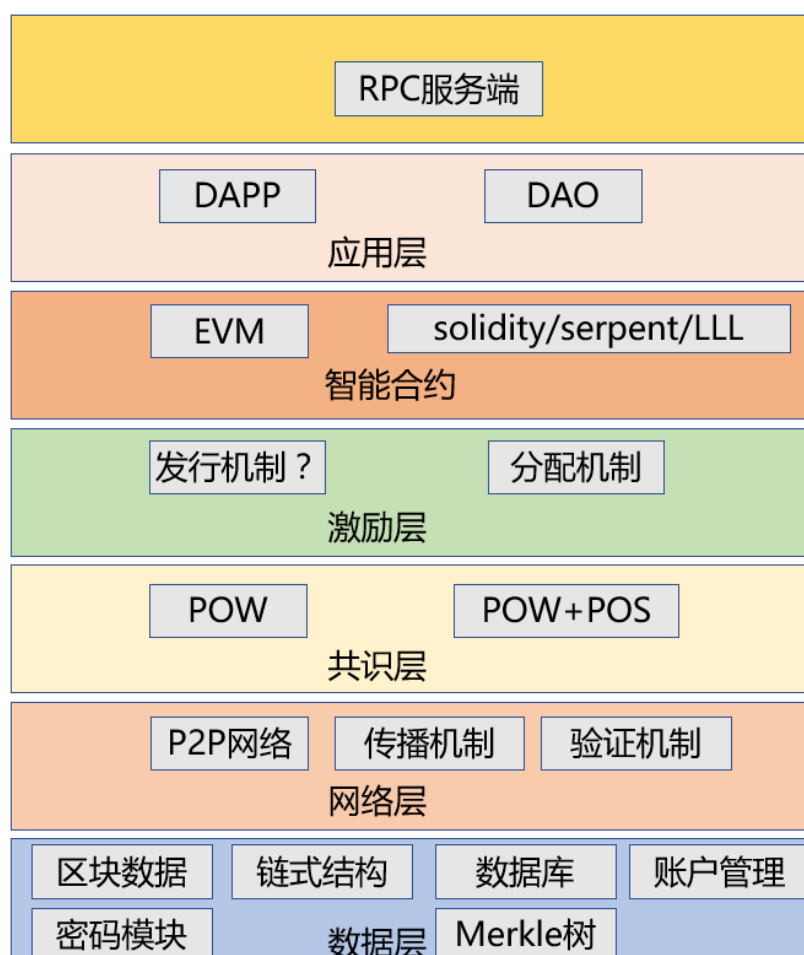 RPC服务端
DAPP DAO
应用层
EVM solidity/serpent/LLL
智能合约
发行机制？ 分配机制
激励层
POW POW+POS
共识层
P2P网络 传播机制 验证机制
网络层
区块数据 链式结构 数据库 账户管理
密码模块 数据层 Merkle树